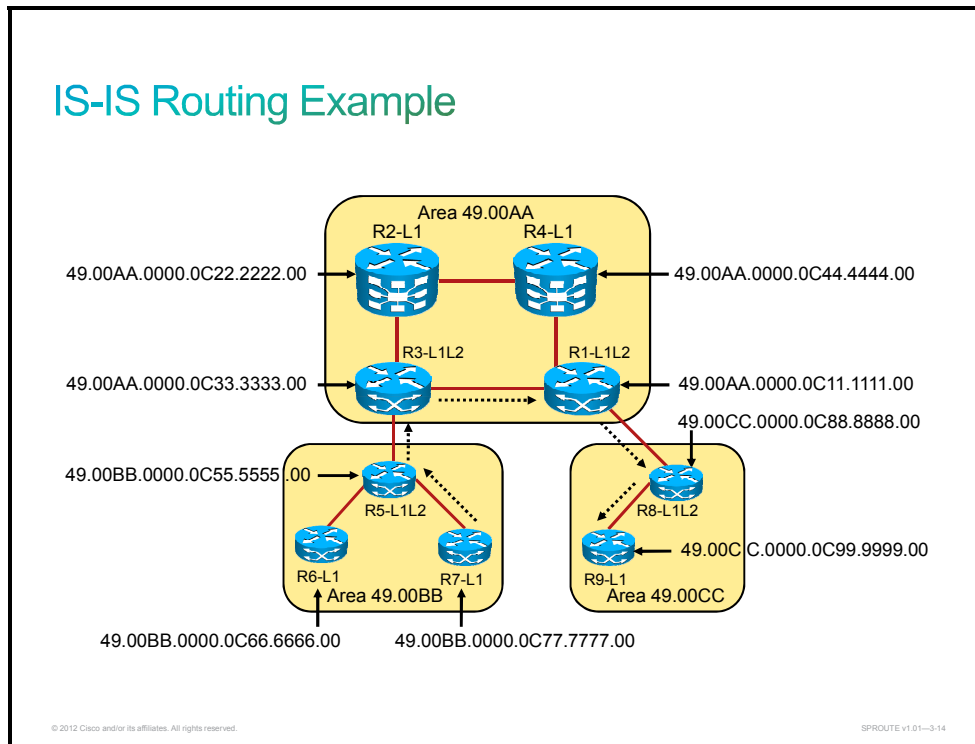 IS-IS Routing Example
Area 49.00AA
R2-L1
R4-L1
49.00AA.0000.0C22.2222.00
49.00AA.0000.0C44.4444.00
R3-L1L2
R1-L1L2
49.00AA.0000.0C33.3333.00
49.00AA.0000.0C11.1111.00
49.00CC.0000.0C88.8888.00
49.00BB.0000.0C55.5555.00
R5-L1L2
R8-L1L2
49.00CC.0000.0C99.9999.00
R6-L1
R7-L1
R9-L1
Area 49.00BB
Area 49.00CC
49.00BB.0000.0C66.6666.00
49.00BB.0000.0C77.7777.00
© 2012 Cisco and/or its affiliates. All rights reserved.
SPROUTE v1.01—3-14